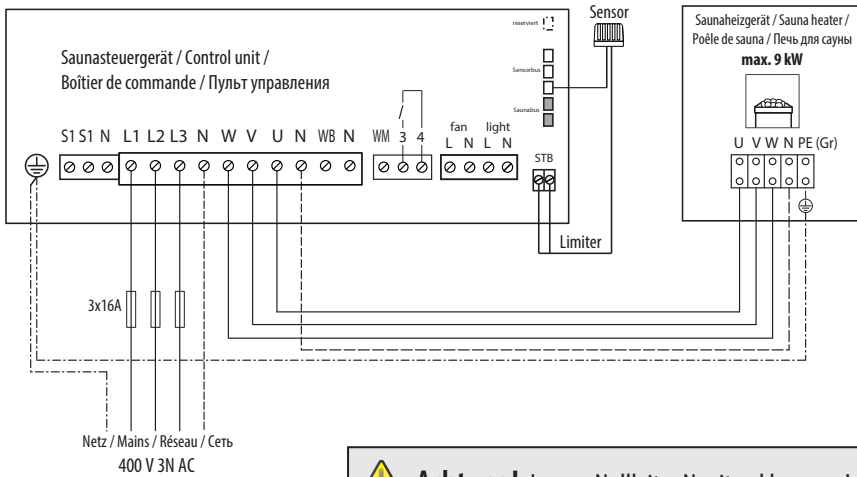 reserviert
Sensor
Saunaheizgerät / Sauna heater /
Poêle de sauna / Печь для сауны
max. 9 kW
Saunasteuergerät / Control unit /
Boîtier de commande / Пульт управления
Sensorbus
Saunabus
S1 S1 N L1 L2 L3 N W V U N WB N WM 3 4
fan light
L N L N
STB
U V W N PE (Gr)
Limiter
3x16A
Netz / Mains / Réseau / Сеть
400 V 3N AC